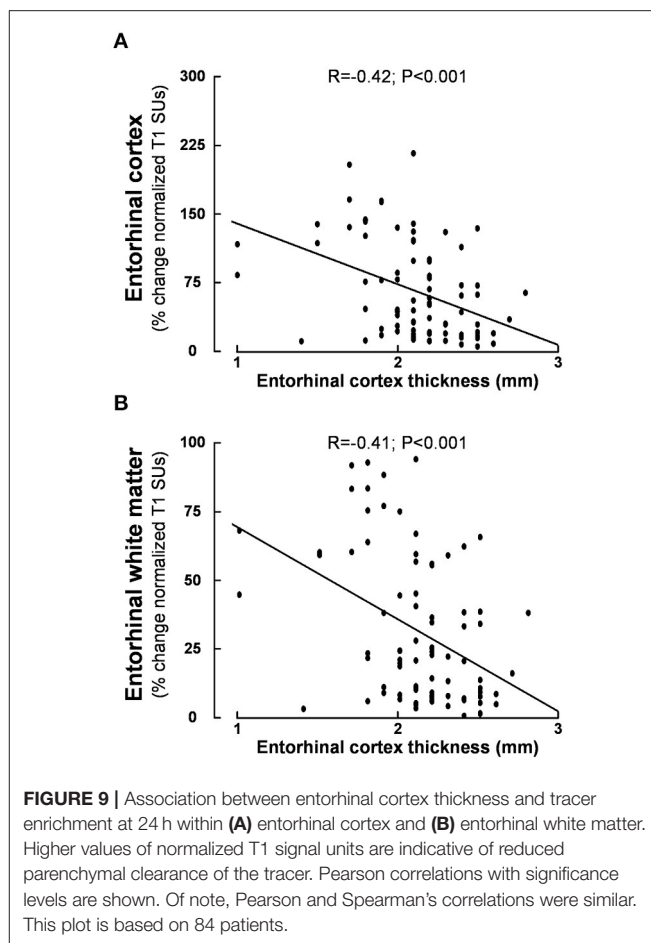 A
R=-0.42; P<0.001
Entorhinal cortex
(% change normalized T1 SUs)
300
225
150
75
0
1 2 3
Entorhinal cortex thickness (mm)
B
R=-0.41; P<0.001
Entorhinal white matter
(% change normalized T1 SUs)
100
75
50
25
0
1 2 3
Entorhinal cortex thickness (mm)
FIGURE 9 | Association between entorhinal cortex thickness and tracer
enrichment at 24 h within (A) entorhinal cortex and (B) entorhinal white matter.
Higher values of normalized T1 signal units are indicative of reduced
parenchymal clearance of the tracer. Pearson correlations with significance
levels are shown. Of note, Pearson and Spearman's correlations were similar.
This plot is based on 84 patients.